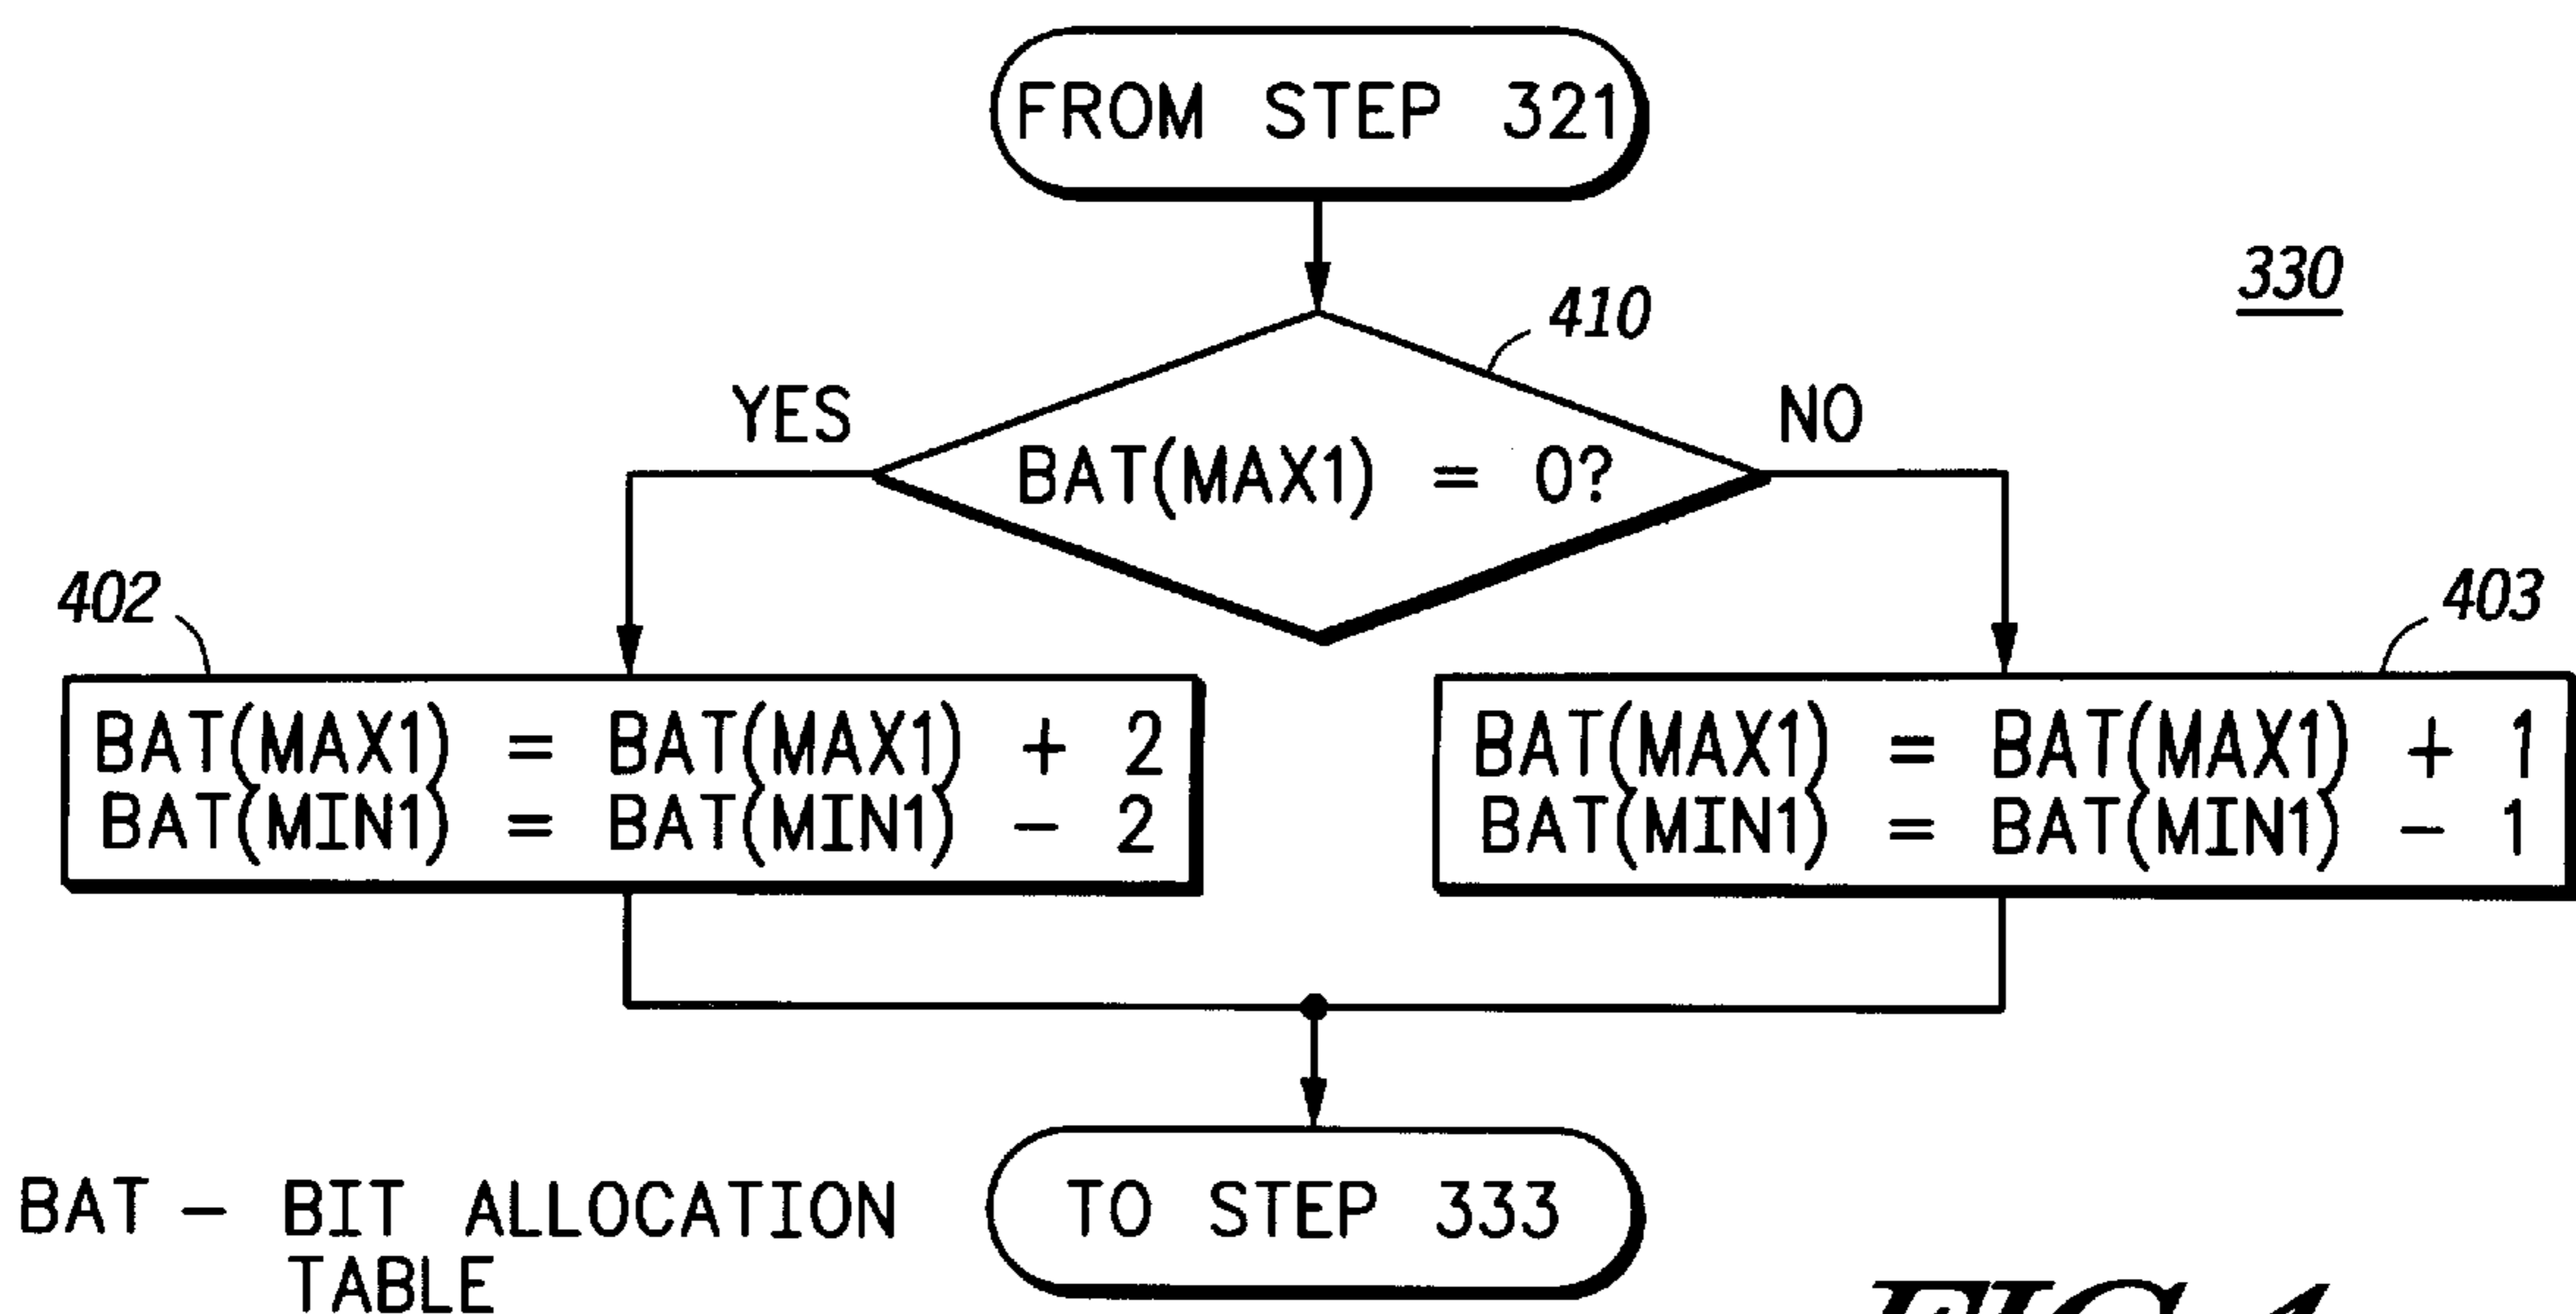 FROM STEP 321
330
410
YES
NO
BAT(MAX1) = 0?
402
403
BAT(MAX1) = BAT(MAX1) + 2
BAT(MIN1) = BAT(MIN1) - 2
BAT(MAX1) = BAT(MAX1) + 1
BAT(MIN1) = BAT(MIN1) - 1
BAT - BIT ALLOCATION
TABLE
TO STEP 333